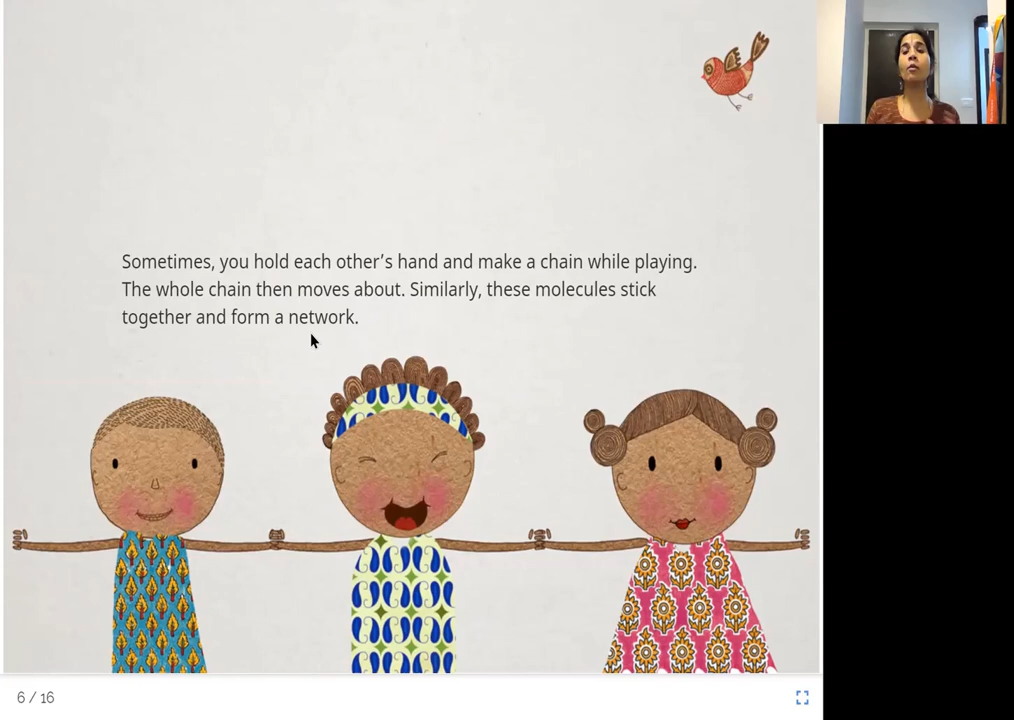 Sometimes, you hold each other’s hand and make a chain while playing.
The whole chain then moves about. Similarly, these molecules stick
together and form a network.
6 / 16